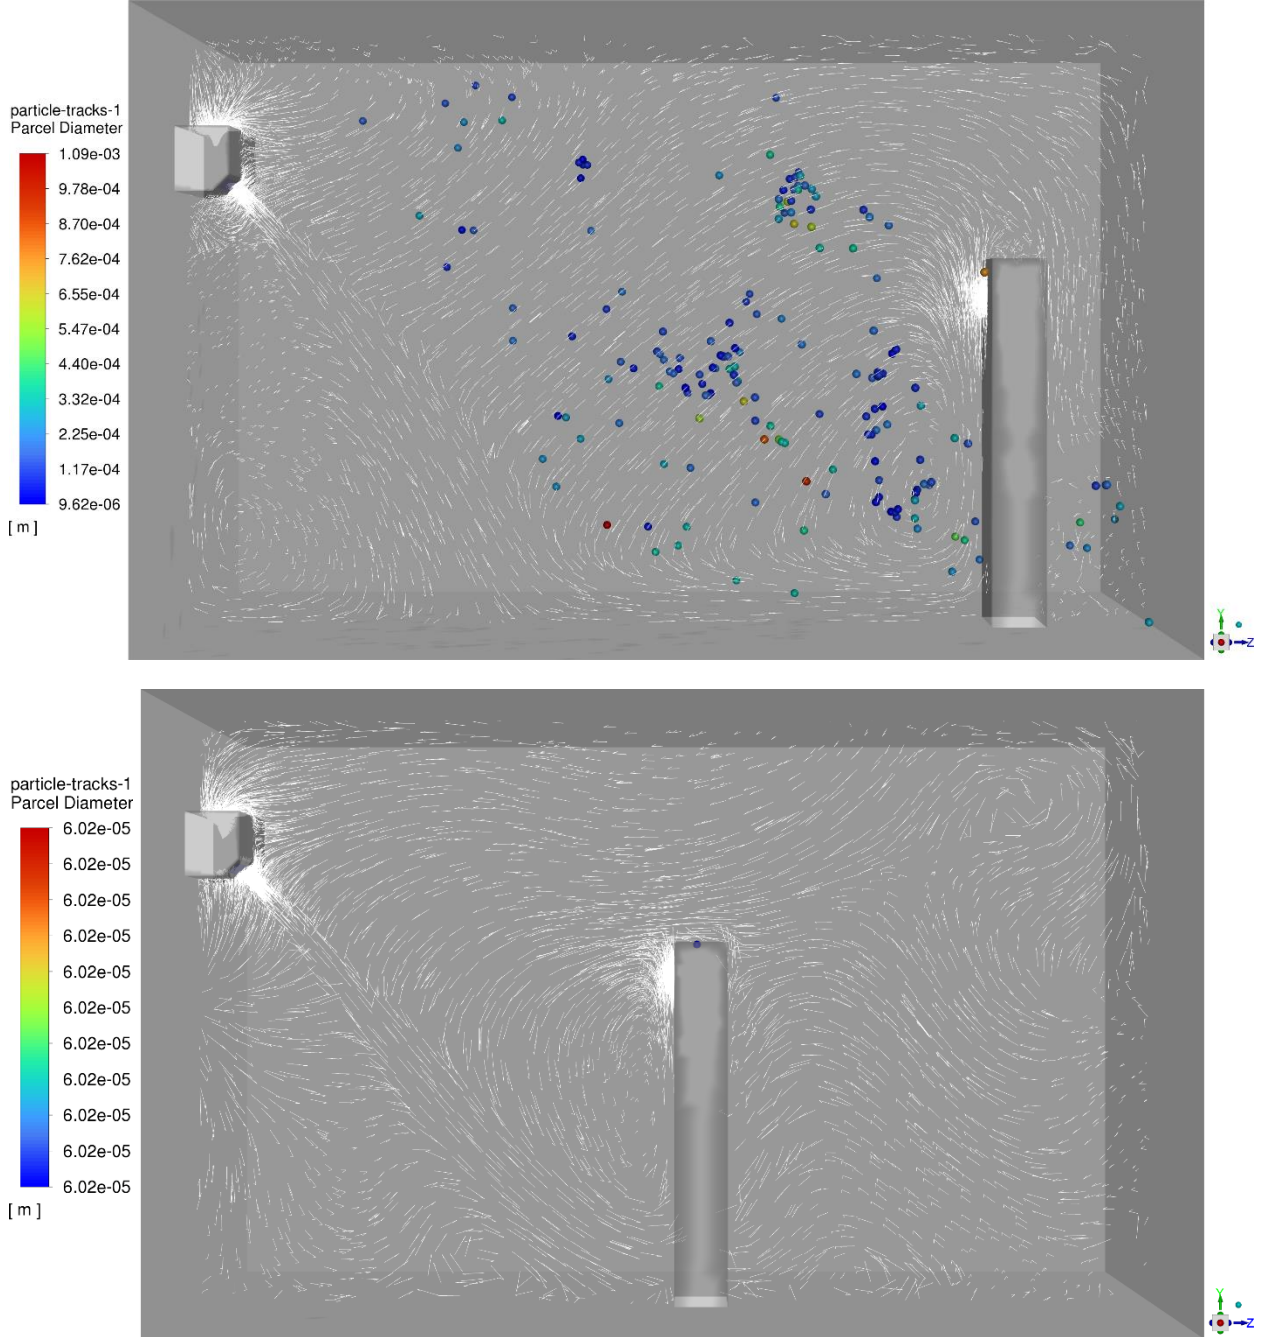 particle-tracks-1
Parcel Diameter
1.09e-03
9.78e-04
8.70e-04
7.62e-04
6.55e-04
5.47e-04
4.40e-04
3.32e-04
2.25e-04
1.17e-04
9.62e-06
[ m ]
Y
Z
particle-tracks-1
Parcel Diameter
6.02e-05
6.02e-05
6.02e-05
6.02e-05
6.02e-05
6.02e-05
6.02e-05
6.02e-05
6.02e-05
6.02e-05
6.02e-05
[ m ]
Y
Z